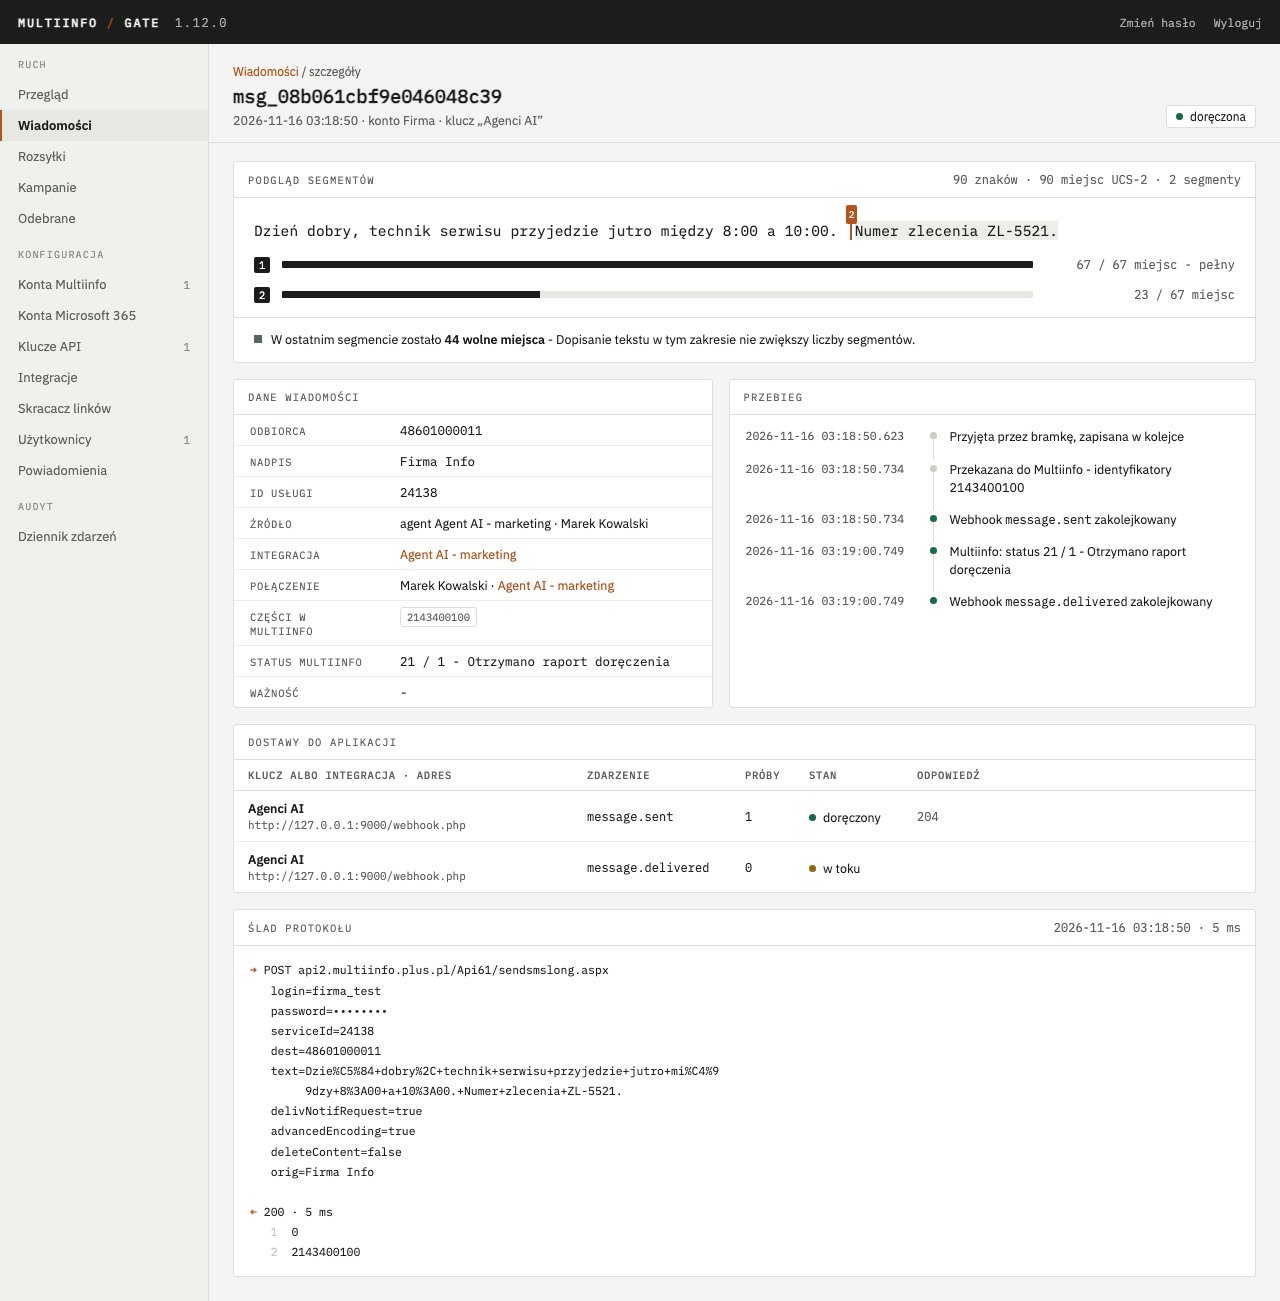 MULTIINFO / GATE 1.12.0
Zmień hasło Wyloguj
RUCH
Przegląd
Wiadomości
Rozsyłki
Kampanie
Odebrane
KONFIGURACJA
Konta Multiinfo 1
Konta Microsoft 365
Klucze API 1
Integracje
Skracacz linków
Użytkownicy 1
Powiadomienia
AUDYT
Dziennik zdarzeń
Wiadomości / szczegóły
msg_08b061cbf9e046048c39
2026-11-16 03:18:50 · konto Firma · klucz „Agenci AI”
doręczona
PODGLĄD SEGMENTÓW
90 znaków · 90 miejsc UCS-2 · 2 segmenty
2
Dzień dobry, technik serwisu przyjedzie jutro między 8:00 a 10:00. Numer zlecenia ZL-5521.
1 67 / 67 miejsc - pełny
2 23 / 67 miejsc
W ostatnim segmencie zostało 44 wolne miejsca - Dopisanie tekstu w tym zakresie nie zwiększy liczby segmentów.
DANE WIADOMOŚCI
ODBIORCA 48601000011
NADPIS Firma Info
ID USŁUGI 24138
ŹRÓDŁO agent Agent AI - marketing · Marek Kowalski
INTEGRACJA Agent AI - marketing
POŁĄCZENIE Marek Kowalski · Agent AI - marketing
CZĘŚCI W MULTIINFO 2143400100
STATUS MULTIINFO 21 / 1 - Otrzymano raport doręczenia
WAŻNOŚĆ -
PRZEBIEG
2026-11-16 03:18:50.623 Przyjęta przez bramkę, zapisana w kolejce
2026-11-16 03:18:50.734 Przekazana do Multiinfo - identyfikatory
2143400100
2026-11-16 03:18:50.734 Webhook message.sent zakolejkowany
2026-11-16 03:19:00.749 Multiinfo: status 21 / 1 - Otrzymano raport
doręczenia
2026-11-16 03:19:00.749 Webhook message.delivered zakolejkowany
DOSTAWY DO APLIKACJI
KLUCZ ALBO INTEGRACJA · ADRES ZDARZENIE PRÓBY STAN ODPOWIEDŹ
Agenci AI
http://127.0.0.1:9000/webhook.php message.sent 1 doręczony 204
Agenci AI
http://127.0.0.1:9000/webhook.php message.delivered 0 w toku
ŚLAD PROTOKOŁU
2026-11-16 03:18:50 · 5 ms
→ POST api2.multiinfo.plus.pl/Api61/sendsmslong.aspx
login=firma_test
password=••••••••
serviceId=24138
dest=48601000011
text=Dzie%C5%84+dobry%2C+technik+serwisu+przyjedzie+jutro+mi%C4%9
9dzy+8%3A00+a+10%3A00.+Numer+zlecenia+ZL-5521.
delivNotifRequest=true
advancedEncoding=true
deleteContent=false
orig=Firma Info
← 200 · 5 ms
1 0
2 2143400100